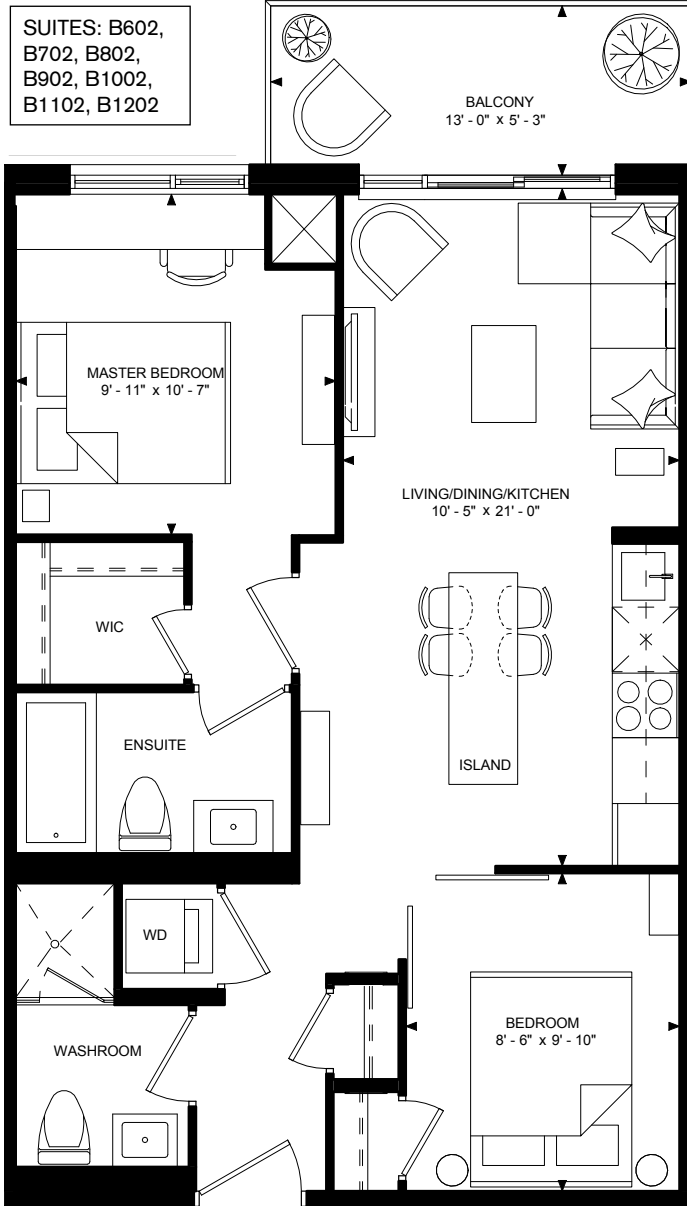 SUITES: B602,
B702, B802,
B902, B1002,
B1102, B1202
BALCONY
13' - 0" x 5' - 3"
MASTER BEDROOM
9' - 11" x 10' - 7"
LIVING/DINING/KITCHEN
10' - 5" x 21' - 0"
WIC
ENSUITE
ISLAND
WD
BEDROOM
8' - 6" x 9' - 10"
WASHROOM